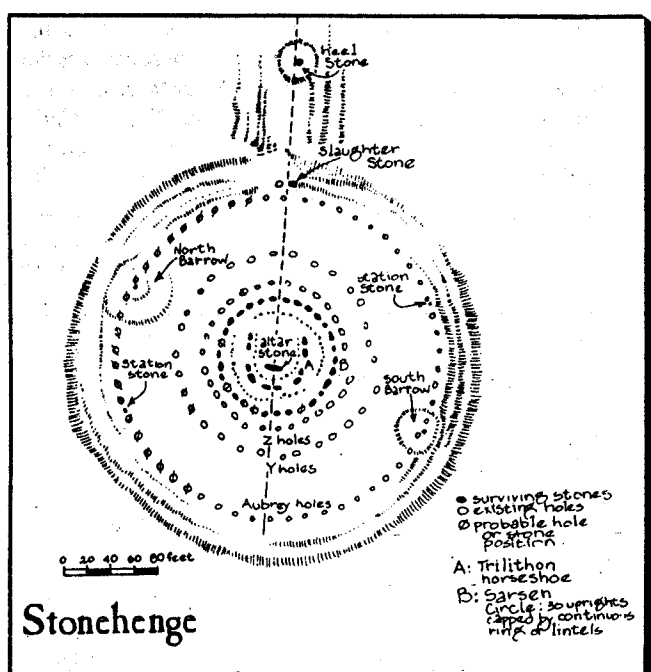 Heel
Stone
Slaughter
Stone
North
Barrow
Station
Stone
altar
stone
A
B
Station
Stone
South
Barrow
Z holes
Y holes
Aubrey holes
surviving stones
existing holes
probable hole
or stone
position
A: Trilithon
horseshoe
B: Sarsen
Circle: 30 uprights
capped by continuous
ring of lintels
0 20 40 60 80 feet
Stonehenge